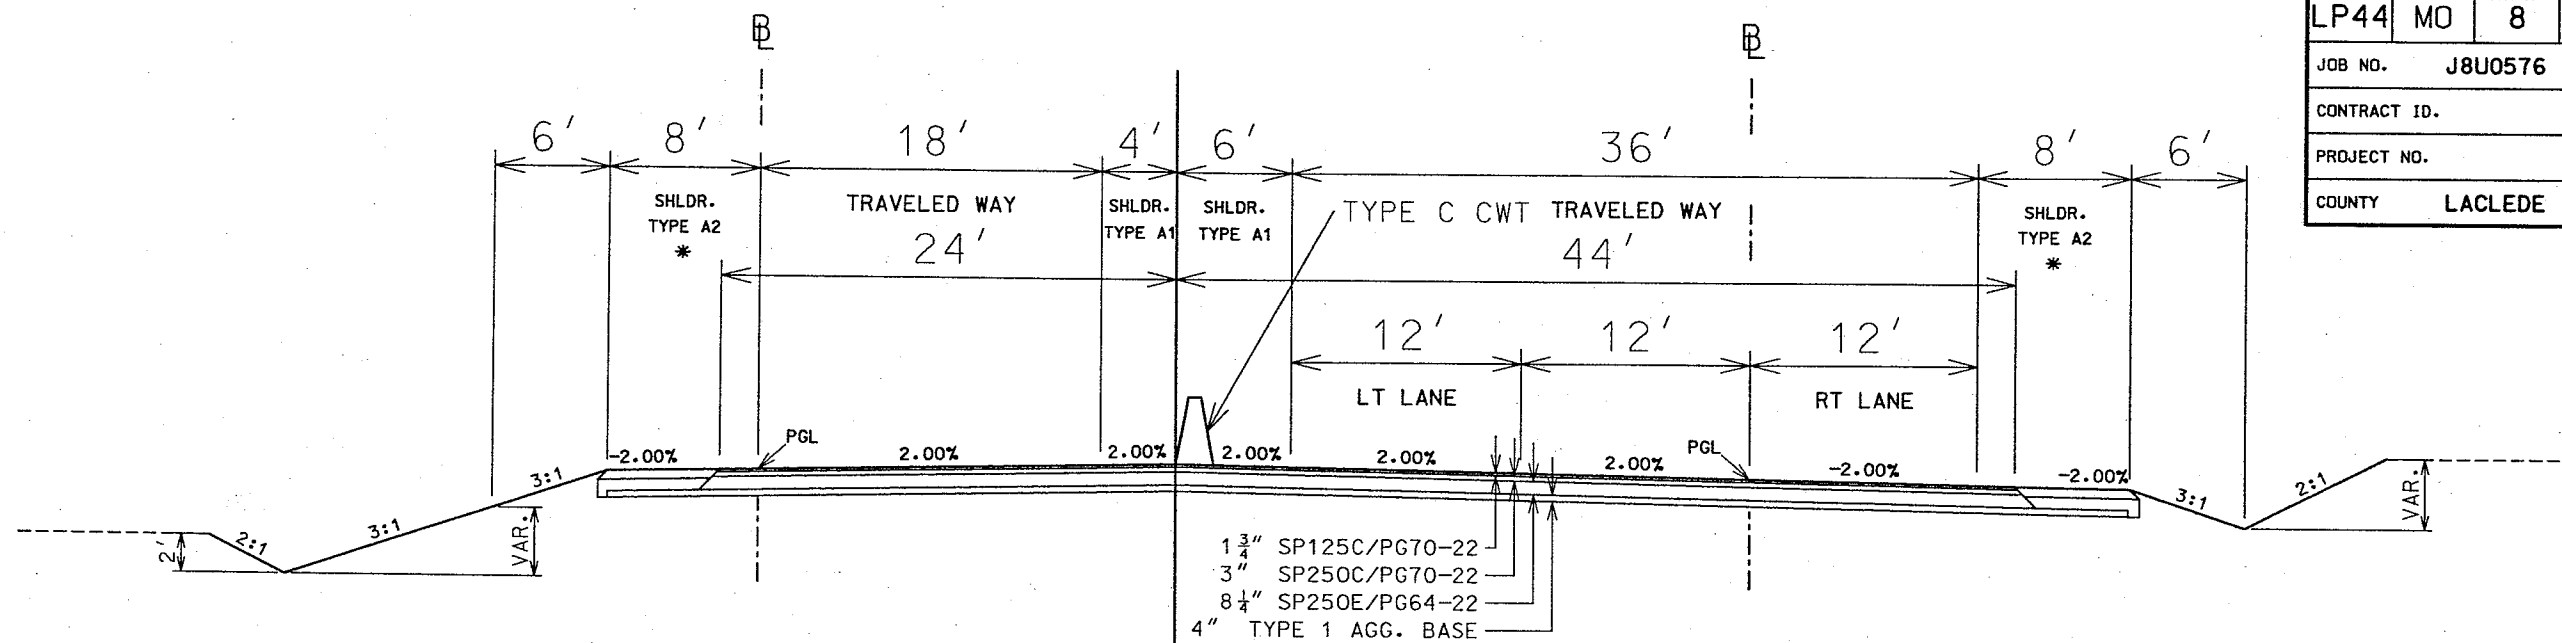 LP44 MO 8
JOB NO. J8U0576
CONTRACT ID.
PROJECT NO.
COUNTY LACLEDE
6' 8' 18' 4' 6' 36' 8' 6'
SHLDR.
TYPE A2
*
TRAVELED WAY
SHLDR.
TYPE A1
SHLDR.
TYPE A1
TYPE C CWT
TRAVELED WAY
SHLDR.
TYPE A2
*
24' 44'
12' 12' 12'
LT LANE RT LANE
PGL PGL
-2.00% 2.00% 2.00% 2.00% 2.00% 2.00% -2.00% -2.00%
2' 2:1 3:1 VAR. 3:1
3:1 2:1 VAR.
1 3/4" SP125C/PG70-22
3" SP250C/PG70-22
8 1/4" SP250E/PG64-22
4" TYPE 1 AGG. BASE